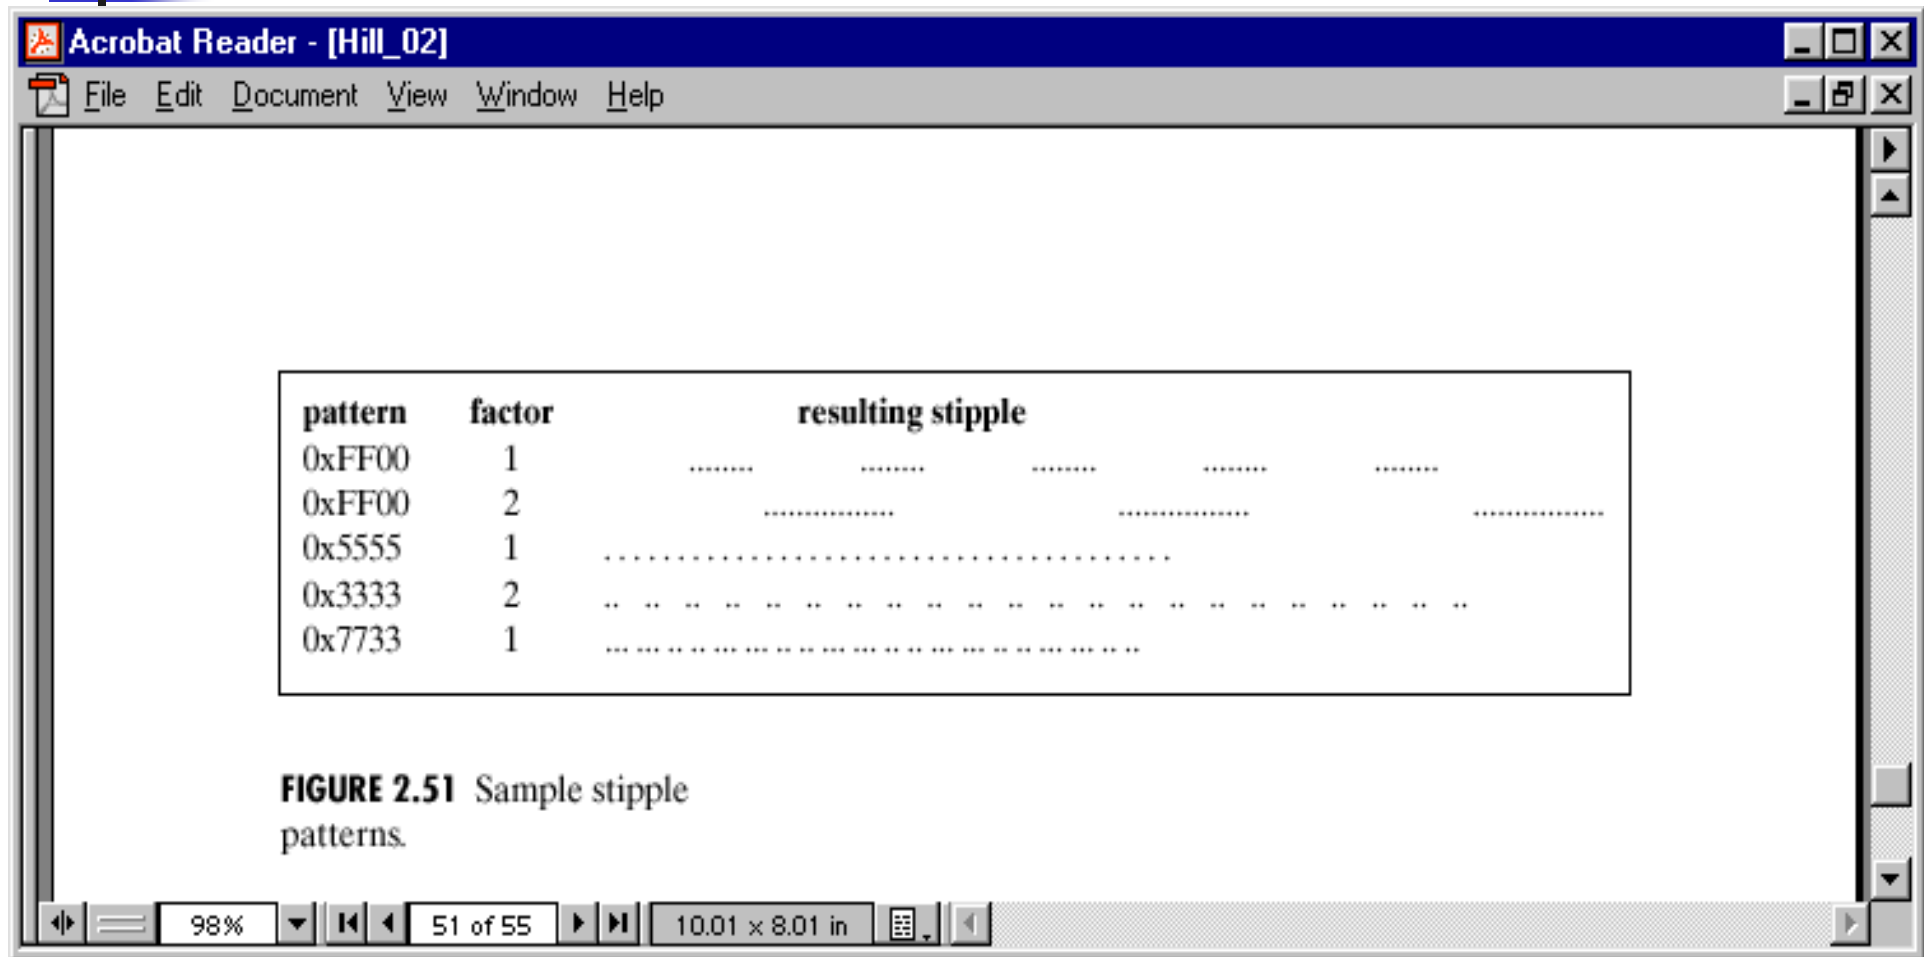 Acrobat Reader - [Hill_02]
File Edit Document View Window Help
pattern factor resulting stipple
0xFF00 1 ........ ........ ........ ........ ........
0xFF00 2 ................ ................ ................
0x5555 1 . . . . . . . . . . . . . . . . . . . . . . . . . . . . . . . . . . . . . . .
0x3333 2 .. .. .. .. .. .. .. .. .. .. .. .. .. .. .. .. .. .. .. .. .. ..
0x7733 1 ... ... .. .. ... ... .. .. ... ... .. .. ... ... .. .. ... ... .. ..
FIGURE 2.51 Sample stipple
patterns.
98% 51 of 55 10.01 x 8.01 in